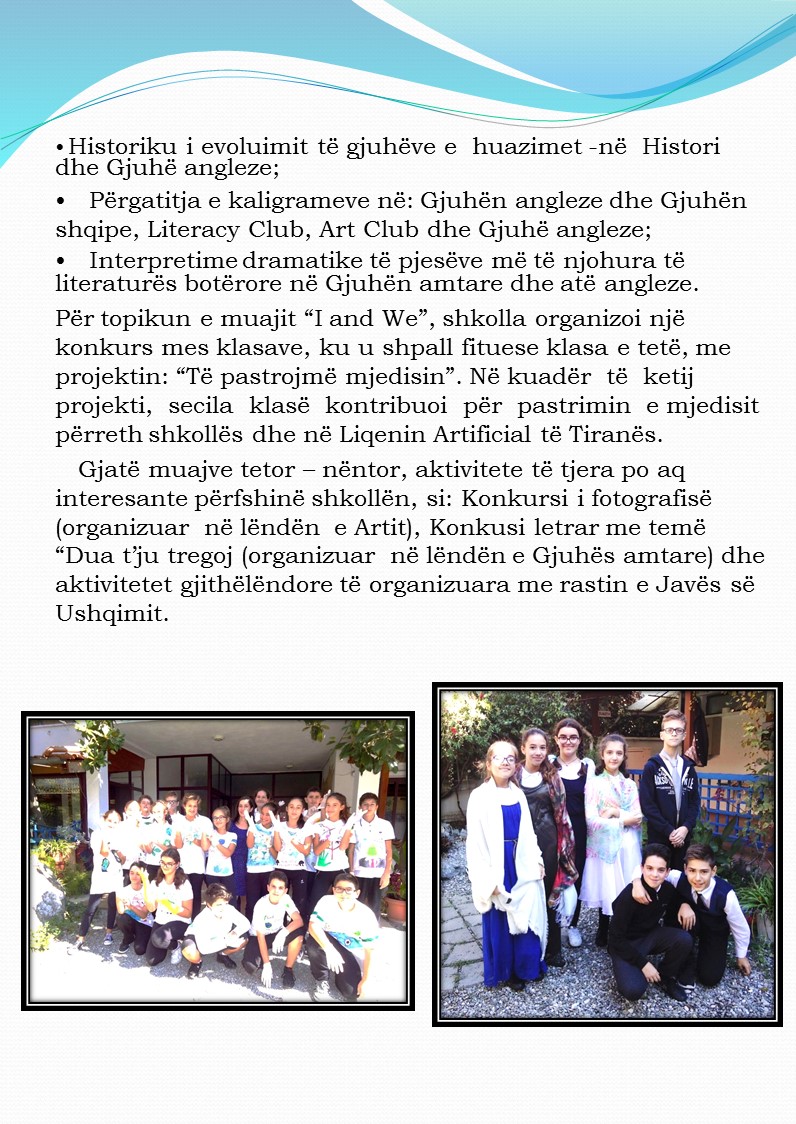 • Historiku i evoluimit të gjuhëve e huazimet -në Histori
dhe Gjuhë angleze;
• Përgatitja e kaligrameve në: Gjuhën angleze dhe Gjuhën
shqipe, Literacy Club, Art Club dhe Gjuhë angleze;
• Interpretime dramatike të pjesëve më të njohura të
literaturës botërore në Gjuhën amtare dhe atë angleze.
Për topikun e muajit “I and We”, shkolla organizoi një
konkurs mes klasave, ku u shpall fituese klasa e tetë, me
projektin: “Të pastrojmë mjedisin”. Në kuadër të ketij
projekti, secila klasë kontribuoi për pastrimin e mjedisit
përreth shkollës dhe në Liqenin Artificial të Tiranës.
Gjatë muajve tetor – nëntor, aktivitete të tjera po aq
interesante përfshinë shkollën, si: Konkursi i fotografisë
(organizuar në lëndën e Artit), Konkusi letrar me temë
“Dua t’ju tregoj (organizuar në lëndën e Gjuhës amtare) dhe
aktivitetet gjithëlëndore të organizuara me rastin e Javës së
Ushqimit.